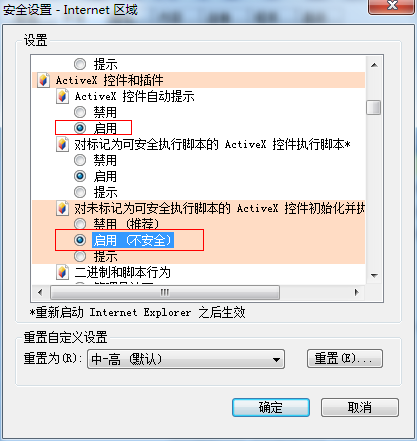 安全设置 - Internet 区域
设置
提示
ActiveX 控件和插件
ActiveX 控件自动提示
禁用
启用
对标记为可安全执行脚本的 ActiveX 控件执行脚本*
禁用
启用
提示
对未标记为可安全执行脚本的 ActiveX 控件初始化并执
禁用 (推荐)
启用 (不安全)
提示
二进制和脚本行为
*重新启动 Internet Explorer 之后生效
重置自定义设置
重置为(R): 中-高 (默认) 重置(E)...
确定 取消